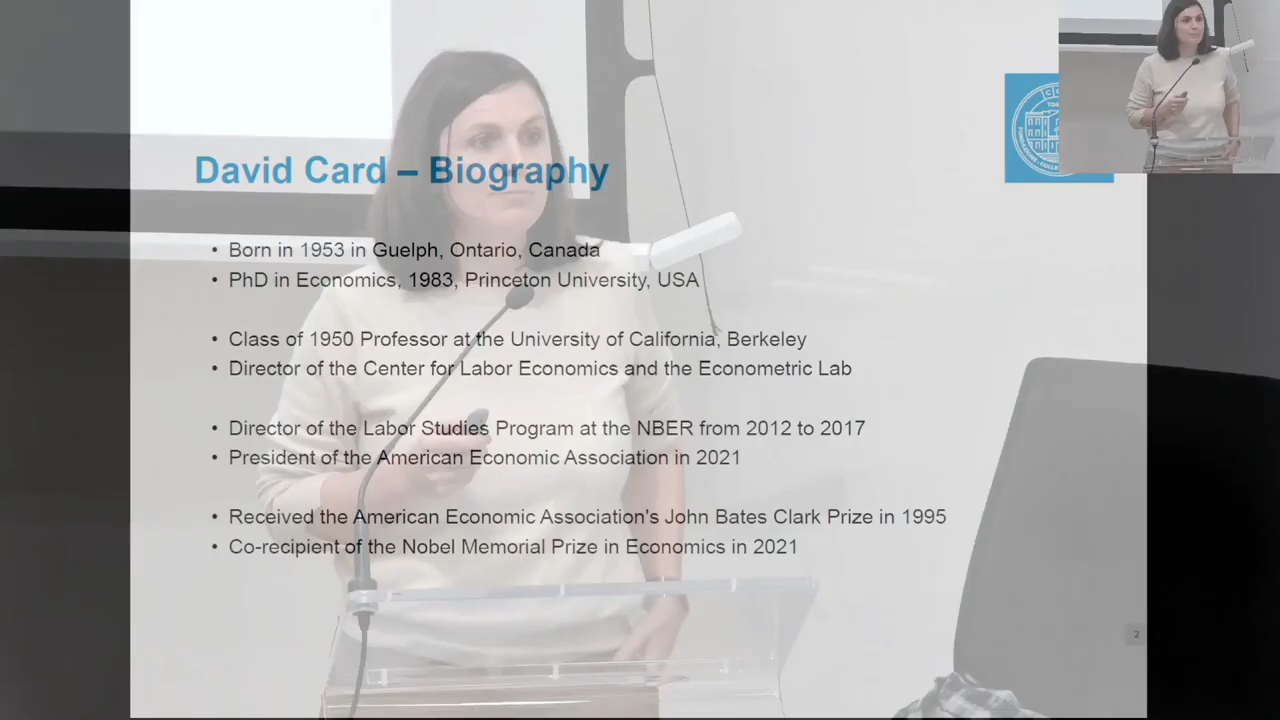 David Card – Biography
• Born in 1953 in Guelph, Ontario, Canada
• PhD in Economics, 1983, Princeton University, USA
• Class of 1950 Professor at the University of California, Berkeley
• Director of the Center for Labor Economics and the Econometric Lab
• Director of the Labor Studies Program at the NBER from 2012 to 2017
• President of the American Economic Association in 2021
• Received the American Economic Association's John Bates Clark Prize in 1995
• Co-recipient of the Nobel Memorial Prize in Economics in 2021
2